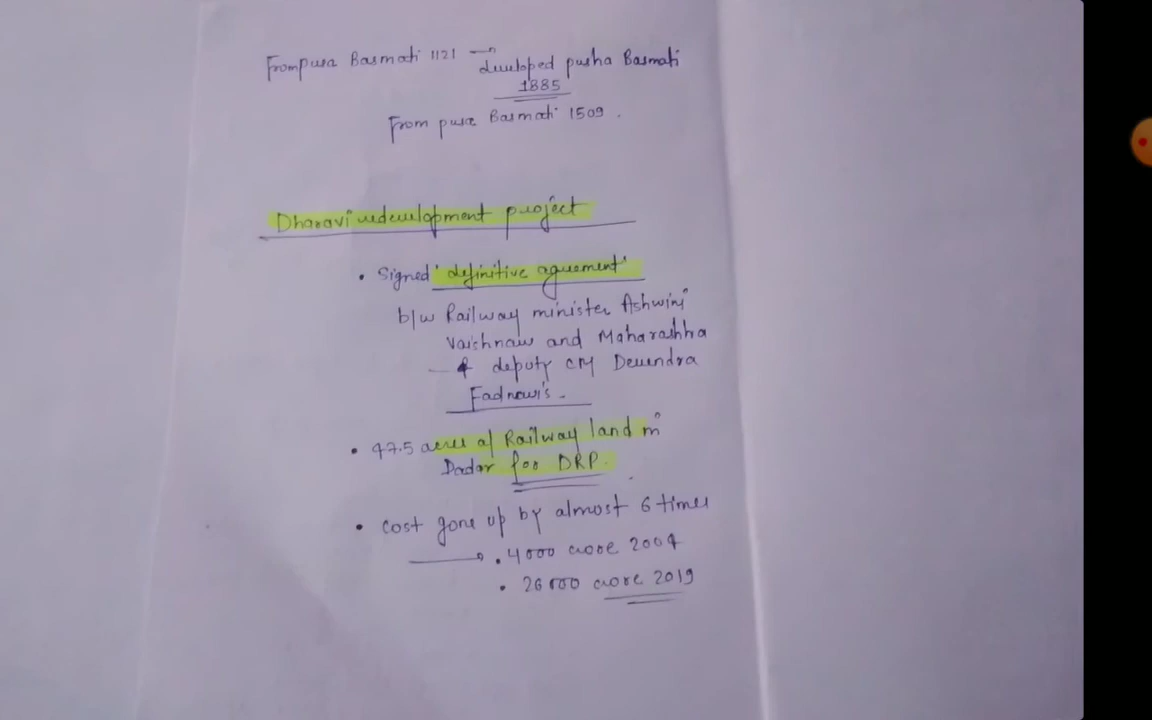 From pusa Basmati 1121 → developed pusha Basmati
1885
From pusa Basmati 1509.
Dharavi redevelopment project
• Signed 'definitive agreement'
b/w Railway minister Ashwini
Vaishnaw and Maharashtra
& deputy CM Devendra
Fadnavis.
• 47.5 acres of Railway land in
Dadar for DRP.
• Cost gone up by almost 6 times
→ • 4000 crore 2004
• 26000 crore 2019